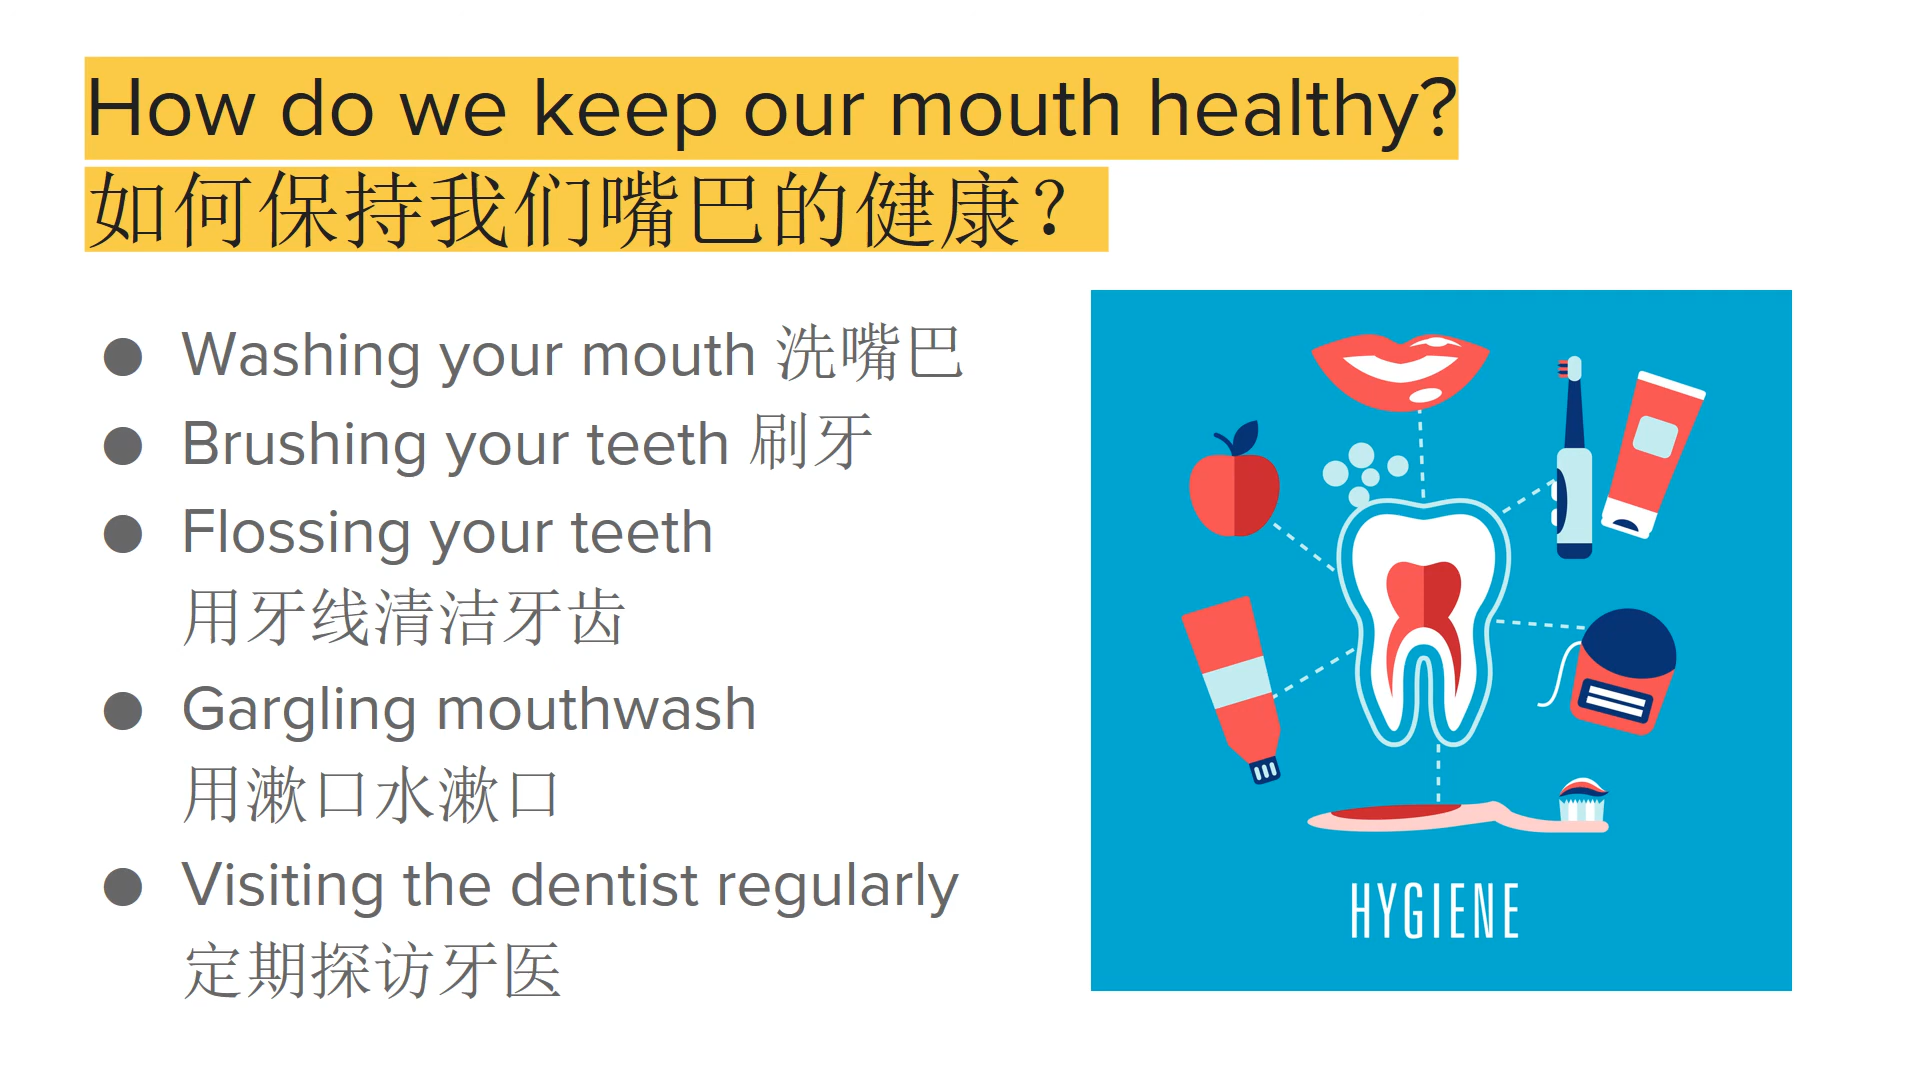 How do we keep our mouth healthy?
如何保持我们嘴巴的健康？
● Washing your mouth 洗嘴巴
● Brushing your teeth 刷牙
● Flossing your teeth
用牙线清洁牙齿
● Gargling mouthwash
用漱口水漱口
● Visiting the dentist regularly
定期探访牙医
HYGIENE